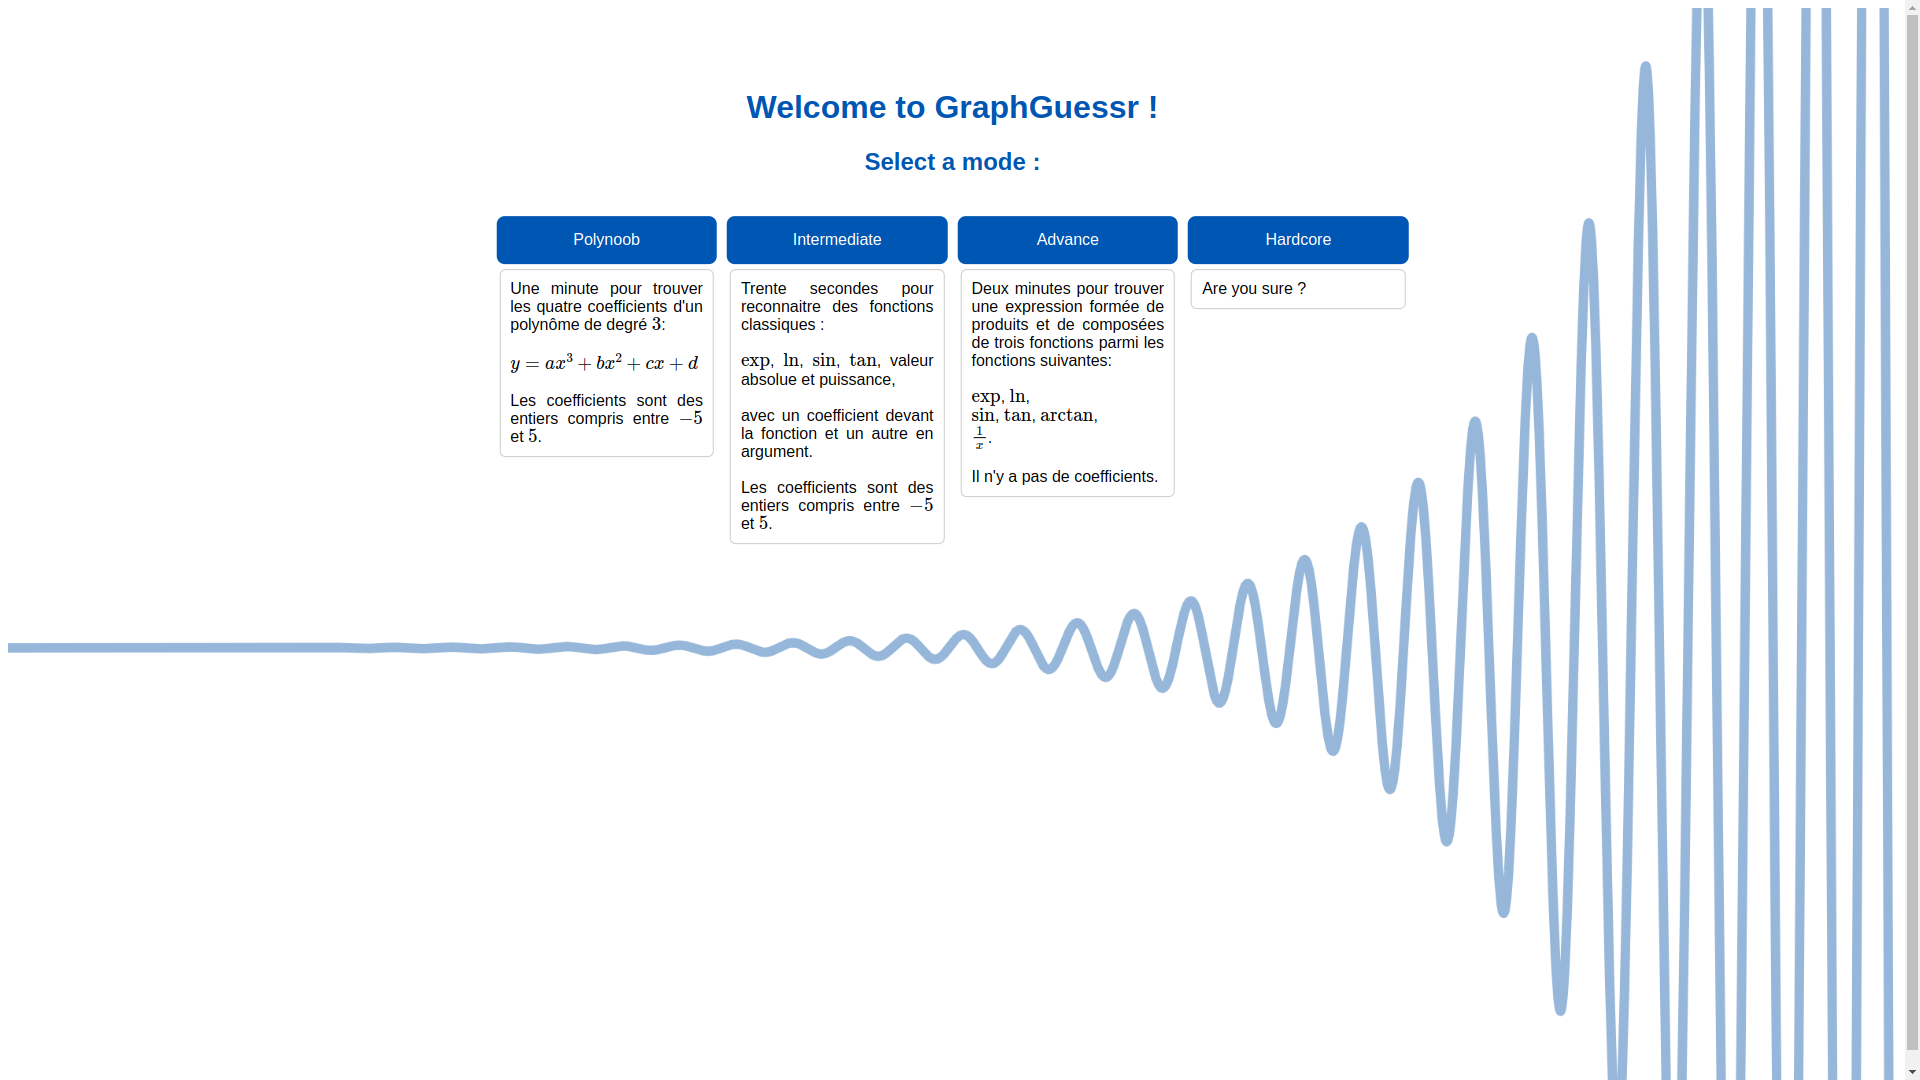 Welcome to GraphGuessr !
Select a mode :
Polynoob
Une minute pour trouver
les quatre coefficients d'un
polynôme de degré 3:
y = ax³ + bx² + cx + d
Les coefficients sont des
entiers compris entre −5
et 5.
Intermediate
Trente secondes pour
reconnaitre des fonctions
classiques :
exp, ln, sin, tan, valeur
absolue et puissance,
avec un coefficient devant
la fonction et un autre en
argument.
Les coefficients sont des
entiers compris entre −5
et 5.
Advance
Deux minutes pour trouver
une expression formée de
produits et de composées
de trois fonctions parmi les
fonctions suivantes:
exp, ln,
sin, tan, arctan,
1/x.
Il n'y a pas de coefficients.
Hardcore
Are you sure ?